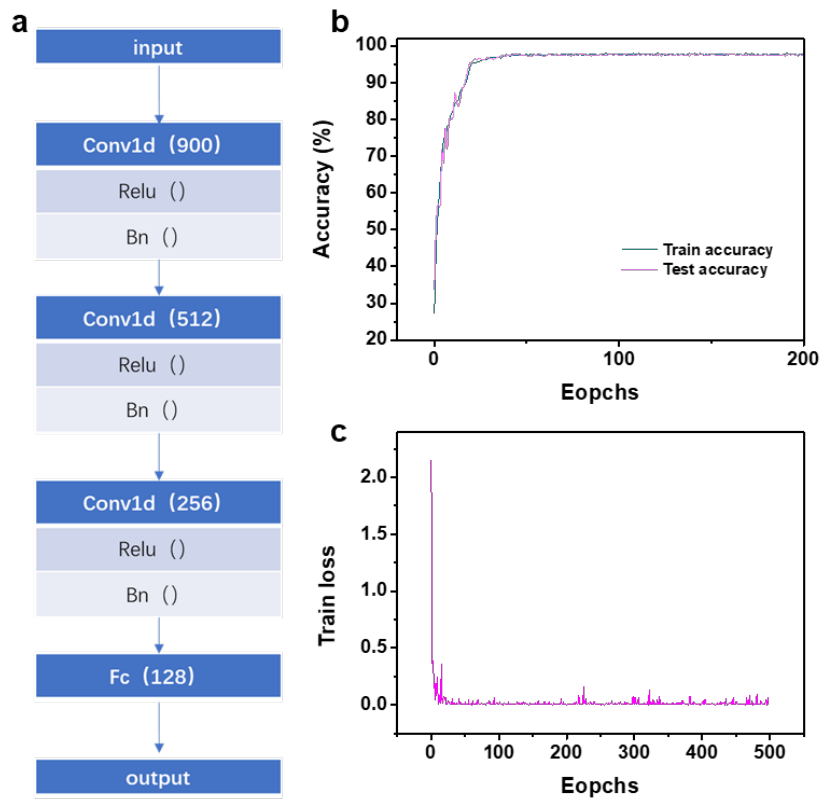 a
input
Conv1d（900）
Relu（）
Bn（）
Conv1d（512）
Relu（）
Bn（）
Conv1d（256）
Relu（）
Bn（）
Fc（128）
output
b
100
90
80
70
60
50
40
30
20
Accuracy (%)
Train accuracy
Test accuracy
0
100
200
Eopchs
c
2.0
1.5
1.0
0.5
0.0
Train loss
0
100
200
300
400
500
Eopchs